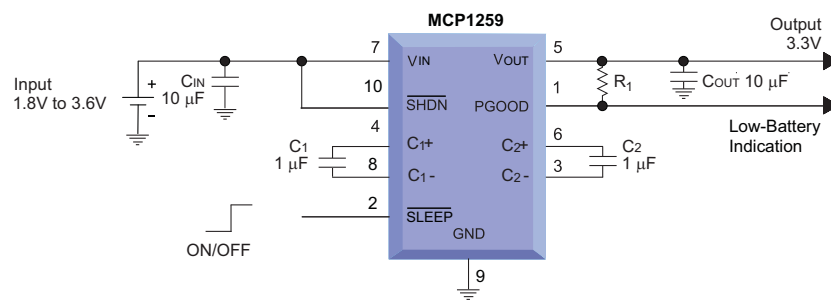 MCP1259
Output
3.3V
Input
1.8V to 3.6V
+
-
CIN
10 μF
7
VIN
10
SHDN
4
C1+
C1
1 μF
8
C1-
2
SLEEP
ON/OFF
GND
9
VOUT
5
R1
COUT 10 μF
PGOOD
1
Low-Battery
Indication
C2+
6
C2
1 μF
C2-
3